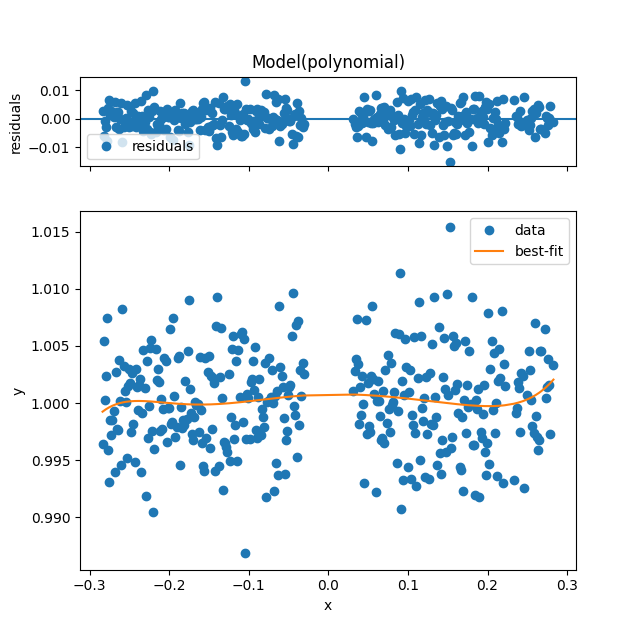 Model(polynomial)
0.01
0.00
−0.01
residuals
residuals
1.015
1.010
1.005
1.000
0.995
0.990
y
data
best-fit
−0.3 −0.2 −0.1 0.0 0.1 0.2 0.3
x